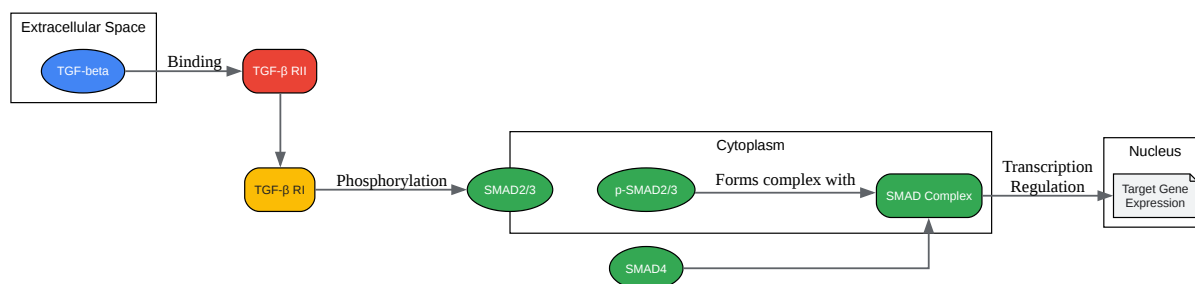 Extracellular Space
TGF-beta
Binding
TGF-β RII
TGF-β RI
Phosphorylation
SMAD2/3
Cytoplasm
p-SMAD2/3
Forms complex with
SMAD Complex
SMAD4
Transcription
Regulation
Nucleus
Target Gene
Expression